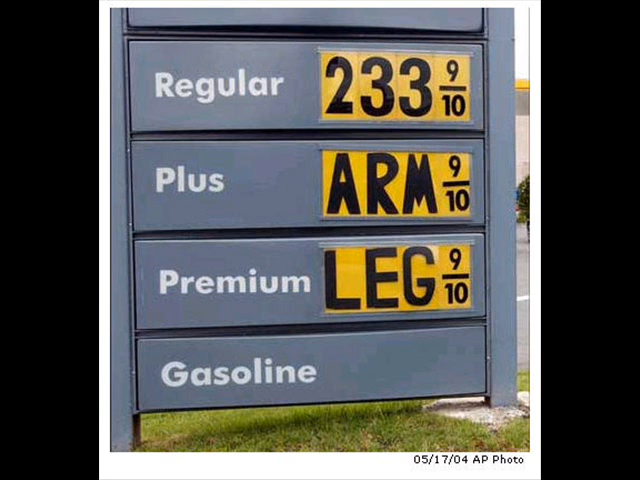 Regular 233 9/10
Plus ARM 9/10
Premium LEG 9/10
Gasoline
05/17/04 AP Photo